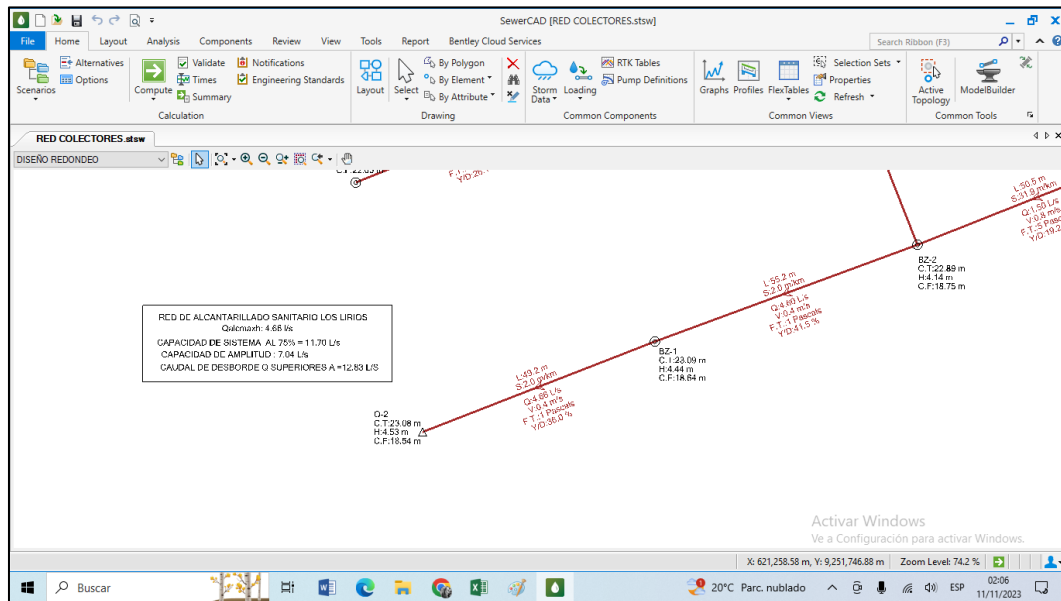 SewerCAD [RED COLECTORES.stsw]
File Home Layout Analysis Components Review View Tools Report Bentley Cloud Services
Search Ribbon (F3)
Scenarios
Alternatives
Options
Compute
Validate
Times
Summary
Notifications
Engineering Standards
Calculation
Layout
Select
By Polygon
By Element
By Attribute
Drawing
Storm Data
Loading
RTK Tables
Pump Definitions
Common Components
Graphs
Profiles
FlexTables
Selection Sets
Properties
Refresh
Common Views
Active Topology
ModelBuilder
Common Tools
RED COLECTORES.stsw
DISEÑO REDONDEO
L:50.5 m
S:31.9 m/km
Q:1.50 L/s
V:0.8 m/s
F.T.:5 Pascals
BZ-2
C.T:22.89 m
H:4.14 m
C.F:18.75 m
L:55.2 m
S:2.0 m/km
Q:4.60 L/s
V:0.4 m/s
F.T.:1 Pascals
Y/D:41.5 %
RED DE ALCANTARILLADO SANITARIO LOS LIRIOS
Qalcmaxh: 4.66 l/s
CAPACIDAD DE SISTEMA AL 75% = 11.70 L/s
CAPACIDAD DE AMPLITUD : 7.04 L/s
CAUDAL DE DESBORDE Q SUPERIORES A =12.83 L/S
BZ-1
C.T:23.09 m
H:4.44 m
C.F:18.64 m
L:49.2 m
S:2.0 m/km
Q:4.66 L/s
V:0.4 m/s
F.T.:1 Pascals
Y/D:36.0 %
O-2
C.T:23.08 m
H:4.53 m
C.F:18.54 m
Activar Windows
Ve a Configuración para activar Windows.
X: 621,258.58 m, Y: 9,251,746.88 m Zoom Level: 74.2 %
Buscar
20°C Parc. nublado
ESP
02:06
11/11/2023